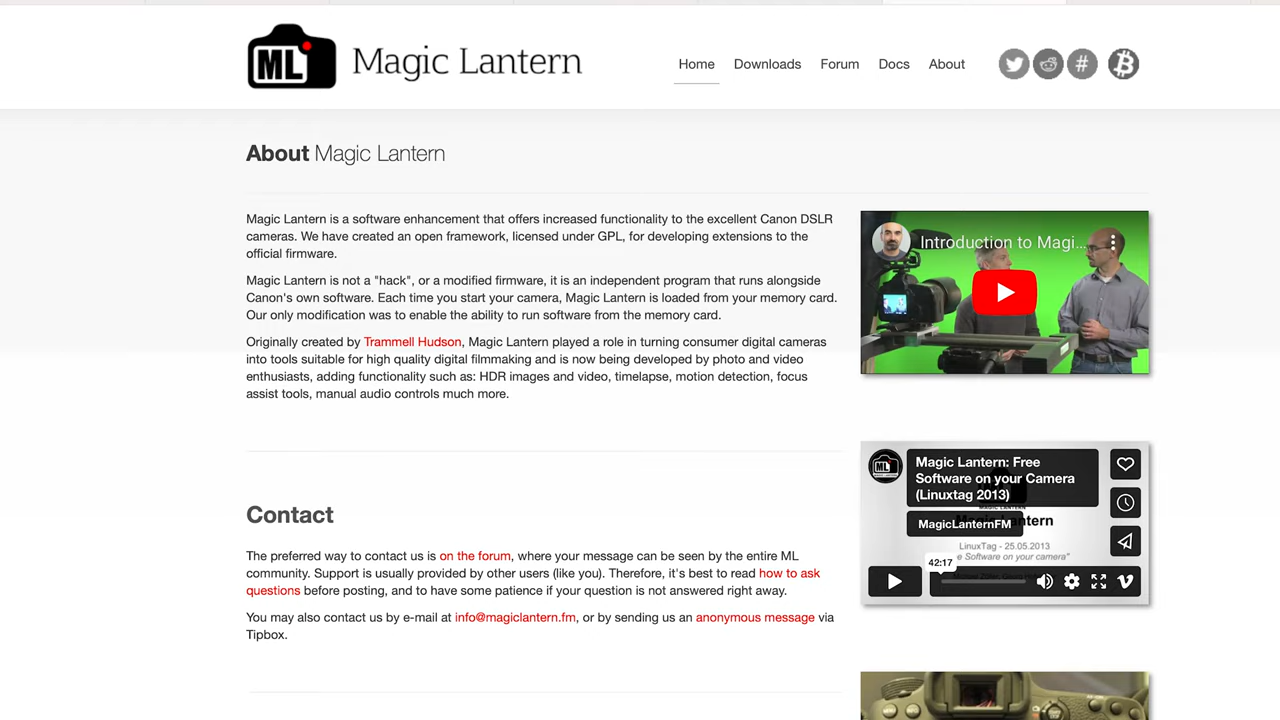 ML Magic Lantern
Home Downloads Forum Docs About
#
About Magic Lantern
Magic Lantern is a software enhancement that offers increased functionality to the excellent Canon DSLR
cameras. We have created an open framework, licensed under GPL, for developing extensions to the
official firmware.
Magic Lantern is not a "hack", or a modified firmware, it is an independent program that runs alongside
Canon's own software. Each time you start your camera, Magic Lantern is loaded from your memory card.
Our only modification was to enable the ability to run software from the memory card.
Originally created by Trammell Hudson, Magic Lantern played a role in turning consumer digital cameras
into tools suitable for high quality digital filmmaking and is now being developed by photo and video
enthusiasts, adding functionality such as: HDR images and video, timelapse, motion detection, focus
assist tools, manual audio controls much more.
Introduction to Magi...
Contact
The preferred way to contact us is on the forum, where your message can be seen by the entire ML
community. Support is usually provided by other users (like you). Therefore, it's best to read how to ask
questions before posting, and to have some patience if your question is not answered right away.
You may also contact us by e-mail at info@magiclantern.fm, or by sending us an anonymous message via
Tipbox.
ML
Magic Lantern: Free
Software on your Camera
(Linuxtag 2013)
MagicLanternFM
LinuxTag - 25.05.2013
Software on your Camera"
42:17